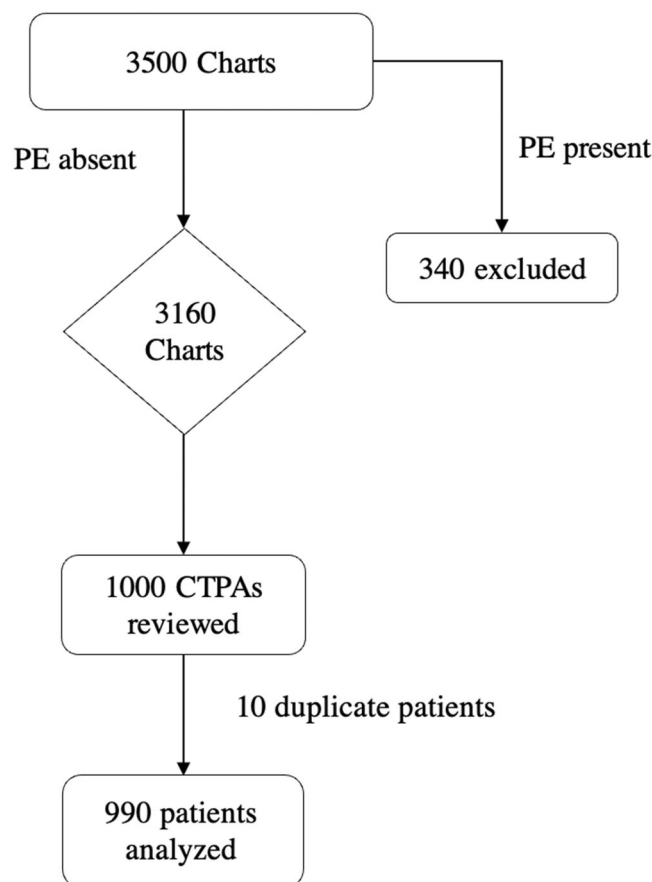 3500 Charts
PE absent
PE present
340 excluded
3160
Charts
1000 CTPAs
reviewed
10 duplicate patients
990 patients
analyzed